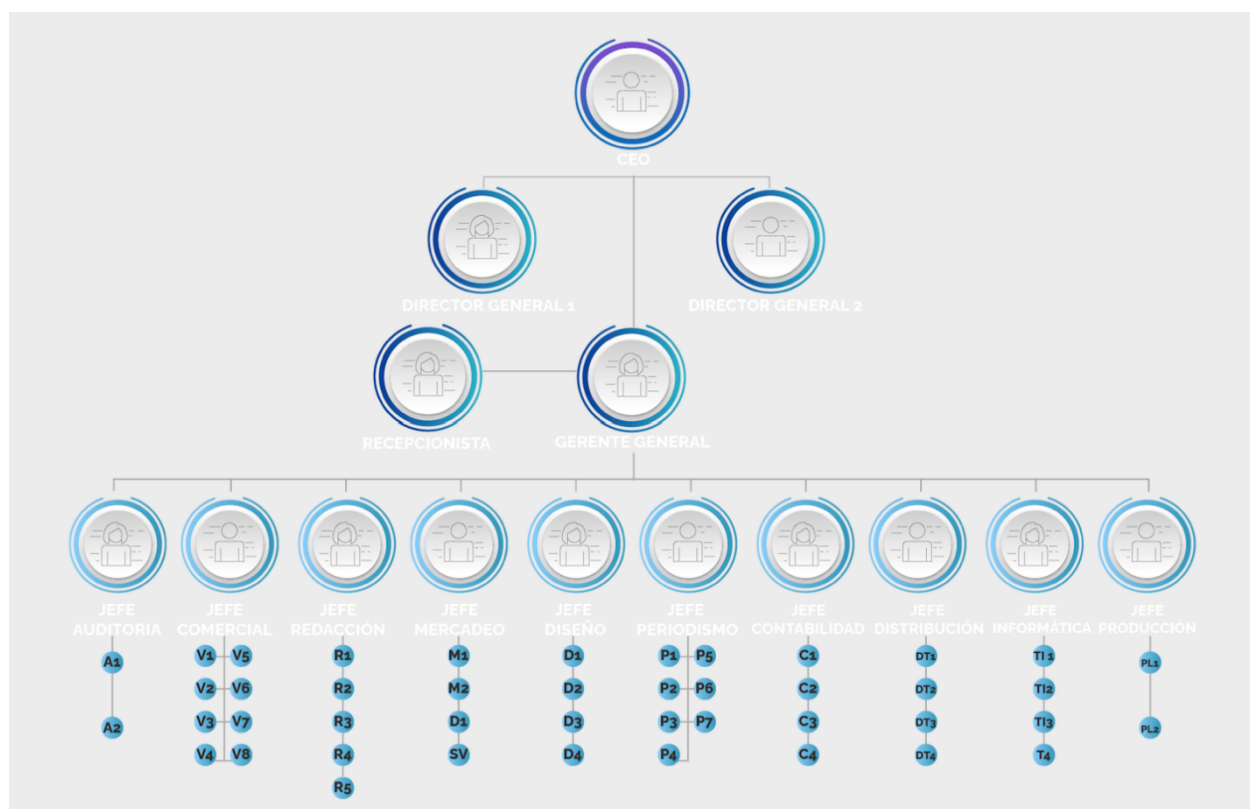 CEO
DIRECTOR GENERAL 1
DIRECTOR GENERAL 2
RECEPCIONISTA
GERENTE GENERAL
JEFE
AUDITORIA
JEFE
COMERCIAL
JEFE
REDACCIÓN
JEFE
MERCADEO
JEFE
DISEÑO
JEFE
PERIODISMO
JEFE
CONTABILIDAD
JEFE
DISTRIBUCIÓN
JEFE
INFORMÁTICA
JEFE
PRODUCCIÓN
A1
A2
V1 V5
V2 V6
V3 V7
V4 V8
R1
R2
R3
R4
R5
M1
M2
D1
SV
D1
D2
D3
D4
P1 P5
P2 P6
P3 P7
P4
C1
C2
C3
C4
DT1
DT2
DT3
DT4
TI 1
TI2
TI3
T4
PL1
PL2